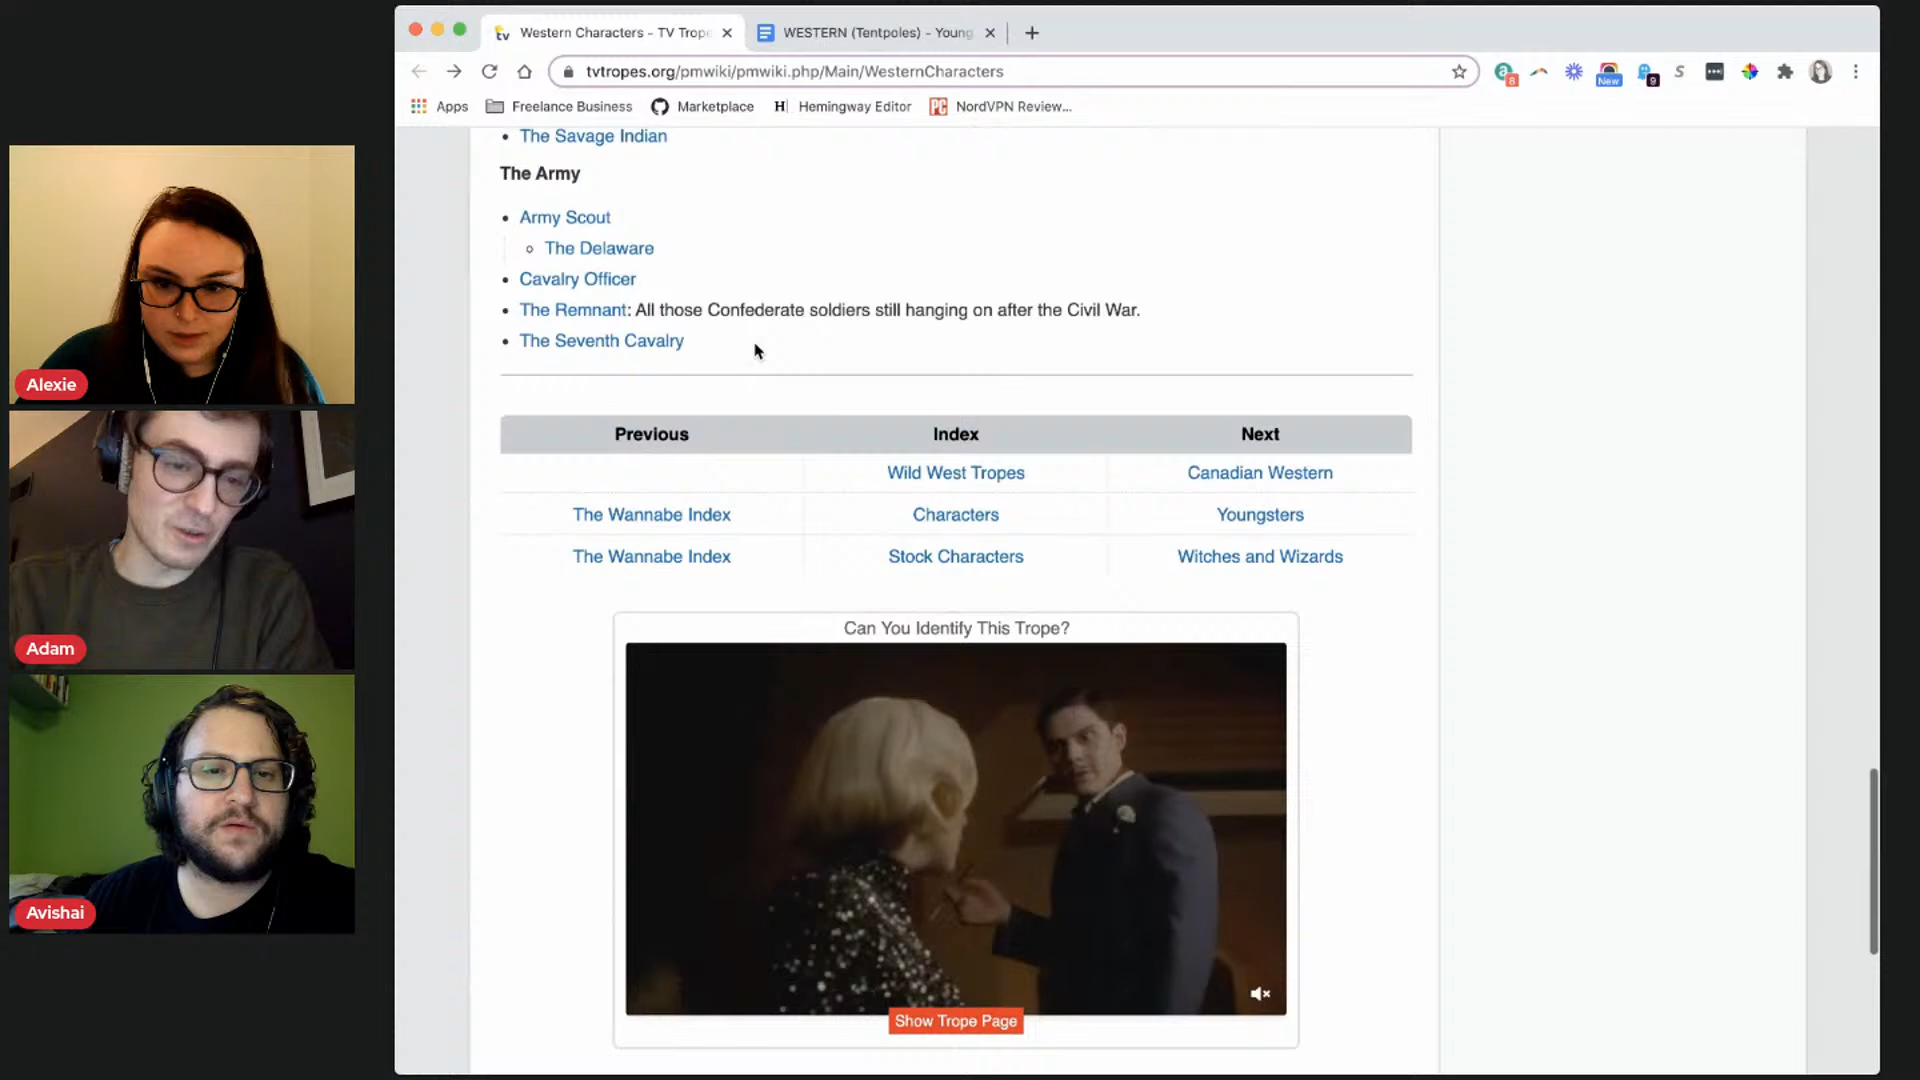 Western Characters - TV Trope
WESTERN (Tentpoles) - Young
tvtropes.org/pmwiki/pmwiki.php/Main/WesternCharacters
8
New
9
Apps
Freelance Business
Marketplace
H Hemingway Editor
PC NordVPN Review...
The Savage Indian
The Army
Army Scout
The Delaware
Cavalry Officer
The Remnant: All those Confederate soldiers still hanging on after the Civil War.
The Seventh Cavalry
Previous Index Next
Wild West Tropes Canadian Western
The Wannabe Index Characters Youngsters
The Wannabe Index Stock Characters Witches and Wizards
Can You Identify This Trope?
Show Trope Page
Alexie
Adam
Avishai